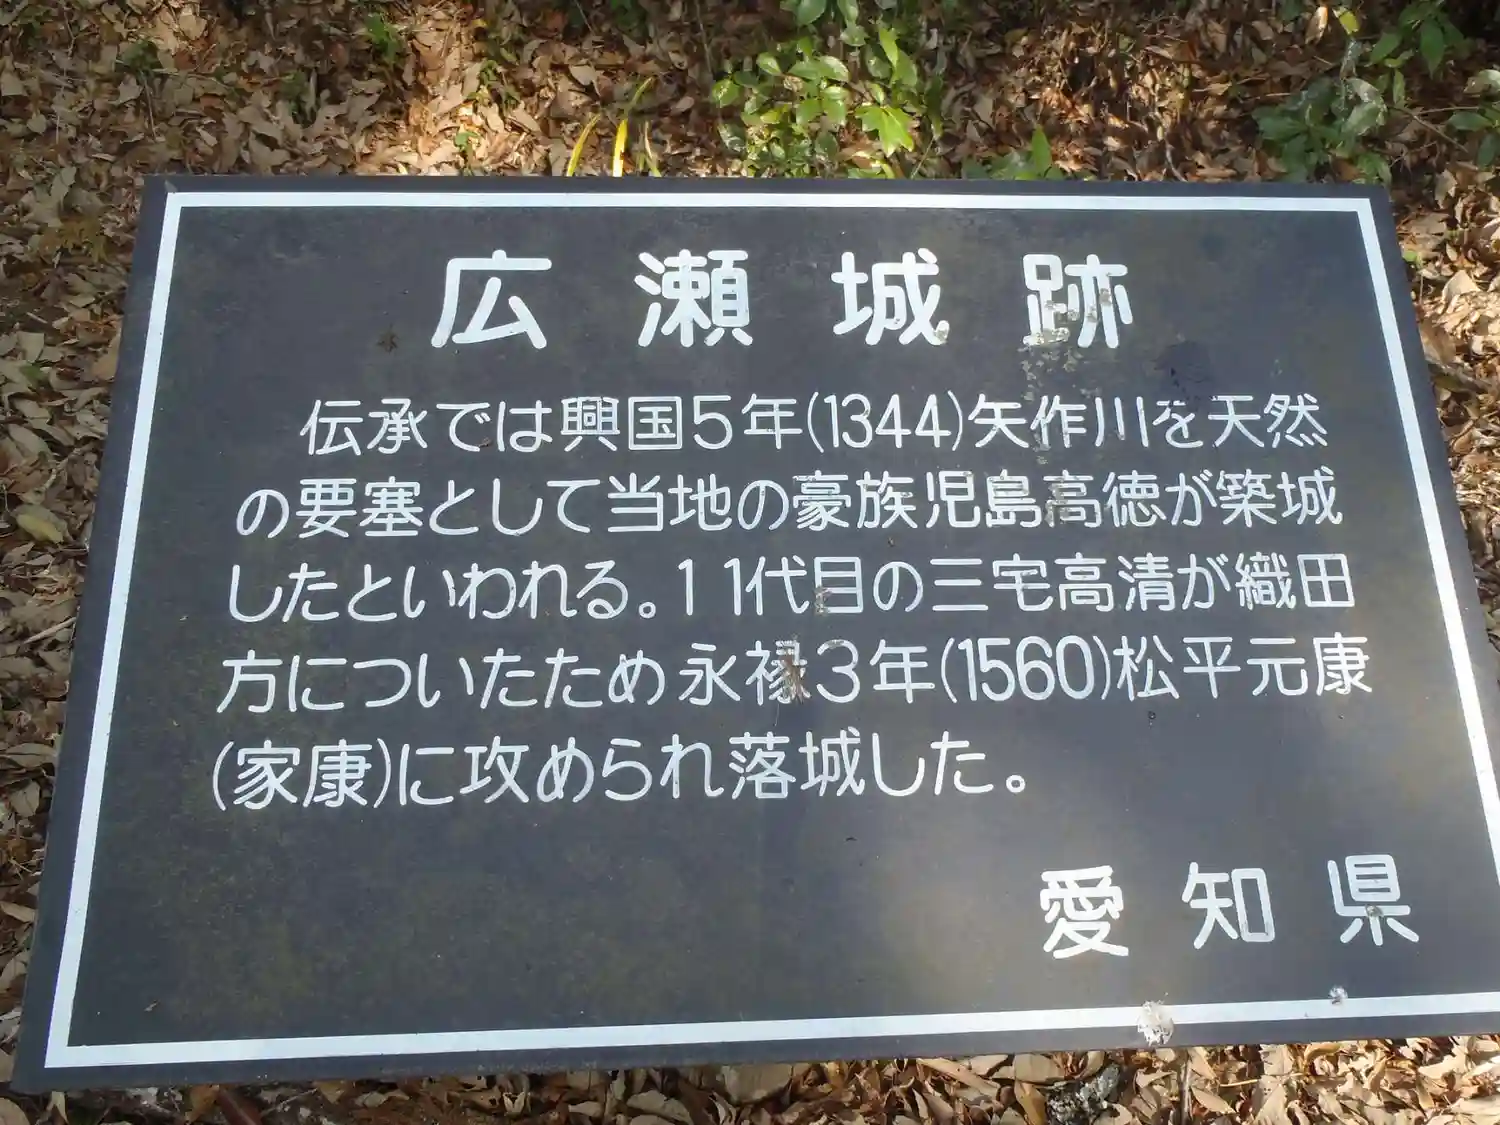 広瀬城跡
伝承では興国5年(1344)矢作川を天然
の要塞として当地の豪族児島高徳が築城
したといわれる。11代目の三宅高清が織田
方についたため永禄3年(1560)松平元康
(家康)に攻められ落城した。
愛知県